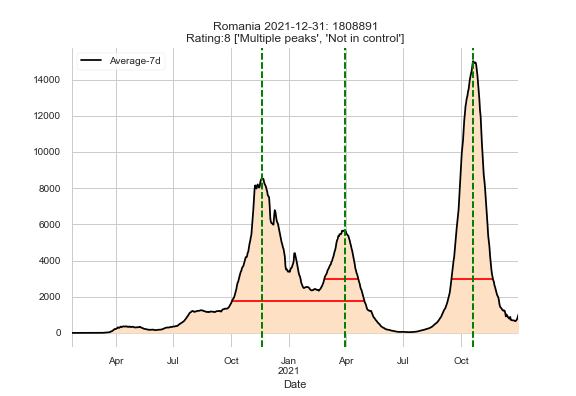 Romania 2021-12-31: 1808891
Rating:8 ['Multiple peaks', 'Not in control']
Average-7d
14000
12000
10000
8000
6000
4000
2000
0
Apr Jul Oct Jan Apr Jul Oct
2021
Date